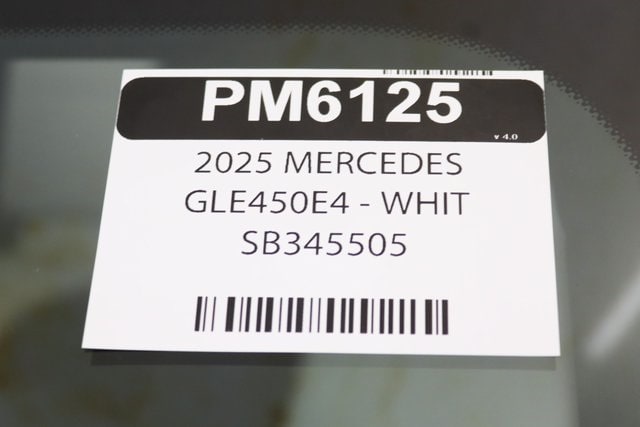 PM6125
v 4.0
2025 MERCEDES
GLE450E4 - WHIT
SB345505